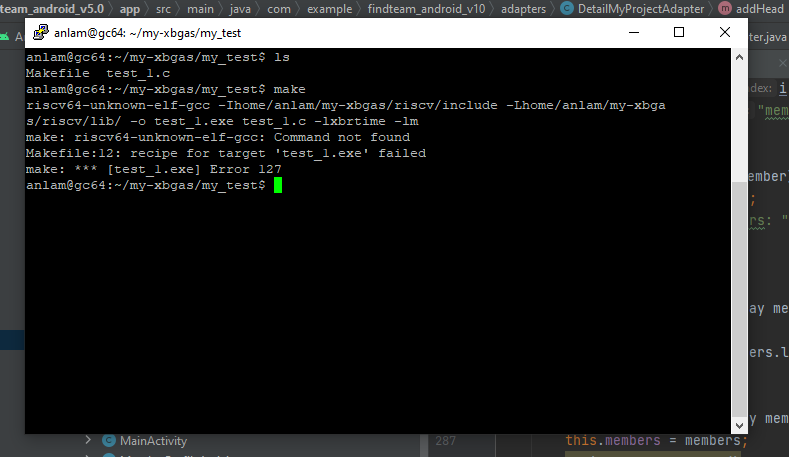 team_android_v5.0 › app › src › main › java › com › example › findteam_android_v10 › adapters › C DetailMyProjectAdapter › m addHead
anlam@gc64: ~/my-xbgas/my_test
ter.java
anlam@gc64:~/my-xbgas/my_test$ ls
Makefile  test_1.c
anlam@gc64:~/my-xbgas/my_test$ make
riscv64-unknown-elf-gcc -Ihome/anlam/my-xbgas/riscv/include -Lhome/anlam/my-xbga
s/riscv/lib/ -o test_1.exe test_1.c -lxbrtime -lm
make: riscv64-unknown-elf-gcc: Command not found
Makefile:12: recipe for target 'test_1.exe' failed
make: *** [test_1.exe] Error 127
anlam@gc64:~/my-xbgas/my_test$
dex: i
"mem
ember)
;
rs: "
ay me
ers.l
y mem
MainActivity
287 this.members = members;